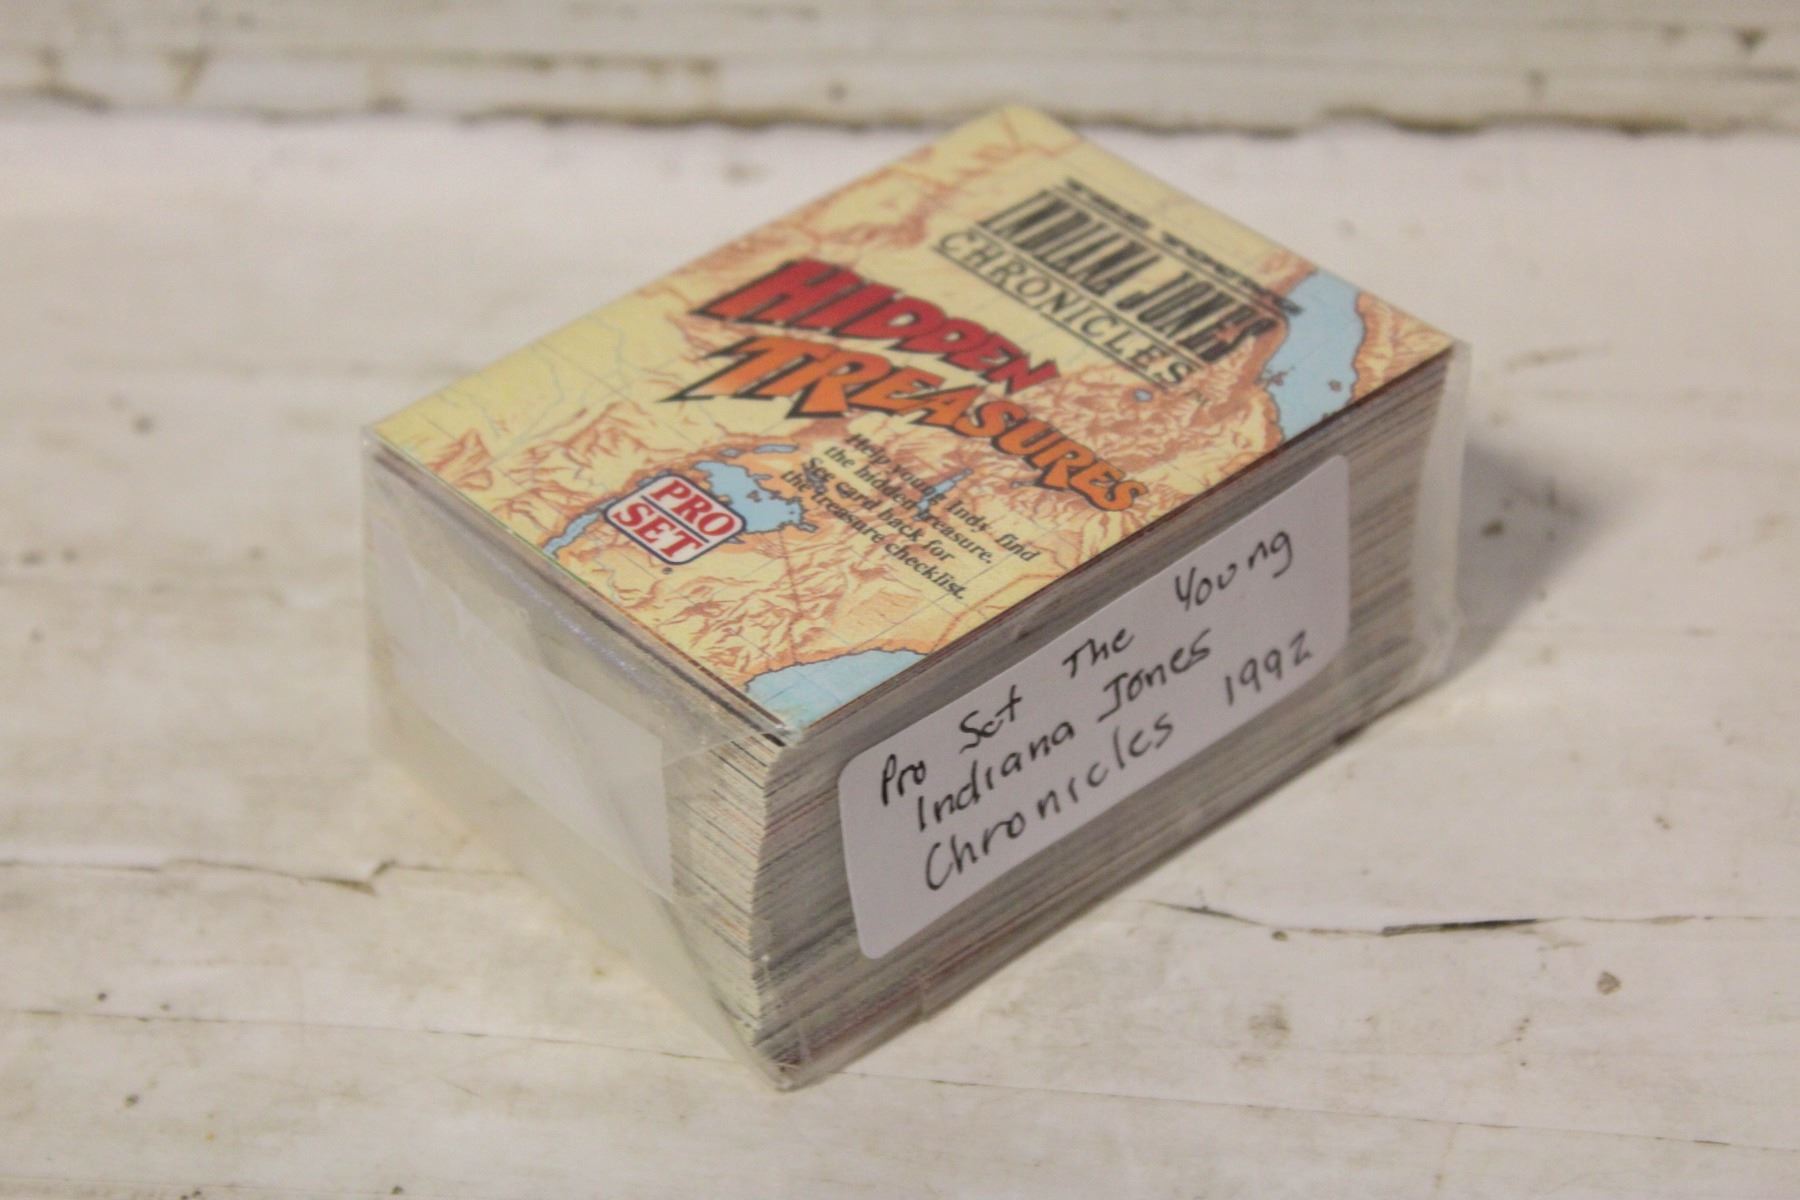 THE YOUNG
INDIANA JONES
CHRONICLES™
HIDDEN
TREASURES
Help young Indy find
the hidden treasure.
See card back for
the treasure checklist.
PRO
SET
®
Pro Set The Young
Indiana Jones
Chronicles 1992